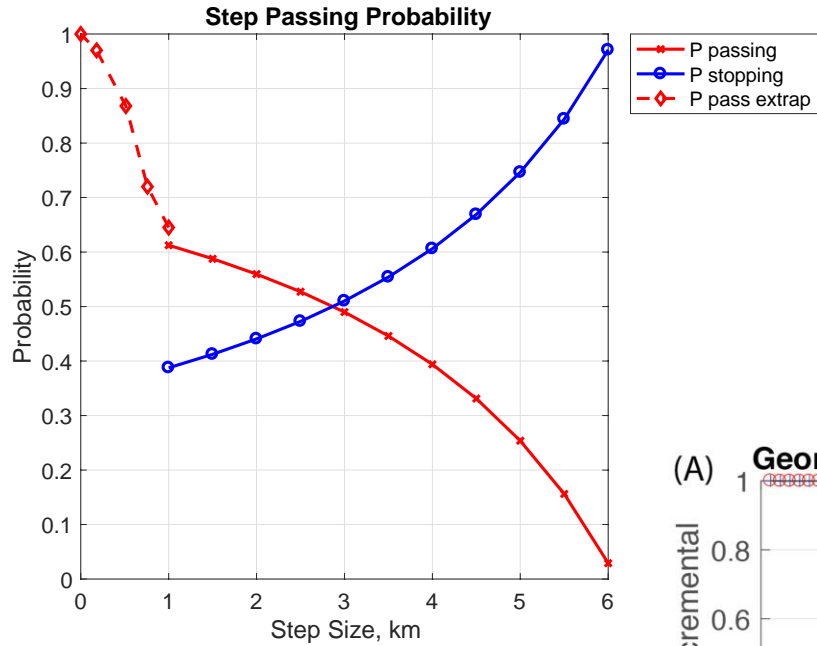 Step Passing Probability
1
0.9
0.8
0.7
0.6
0.5
0.4
0.3
0.2
0.1
0
Probability
0 1 2 3 4 5 6
Step Size, km
P passing
P stopping
P pass extrap
(A)
1
0.8
0.6